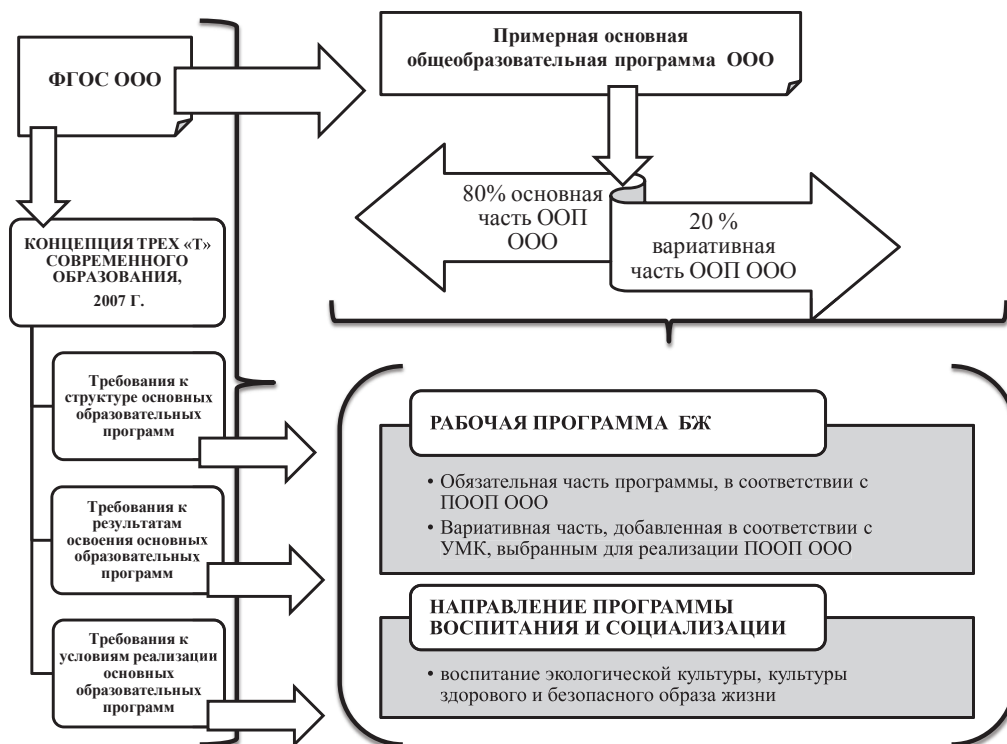 ФГОС ООО
Примерная основная
общеобразовательная программа ООО
80% основная
часть ООП
ООО
20 %
вариативная
часть ООП ООО
КОНЦЕПЦИЯ ТРЕХ «Т»
СОВРЕМЕННОГО
ОБРАЗОВАНИЯ,
2007 Г.
Требования к
структуре основных
образовательных
программ
Требования к
результатам
освоения основных
образовательных
программ
Требования к
условиям реализации
основных
образовательных
программ
РАБОЧАЯ ПРОГРАММА БЖ
• Обязательная часть программы, в соответствии с
ПООП ООО
• Вариативная часть, добавленная в соответствии с
УМК, выбранным для реализации ПООП ООО
НАПРАВЛЕНИЕ ПРОГРАММЫ
ВОСПИТАНИЯ И СОЦИАЛИЗАЦИИ
• воспитание экологической культуры, культуры
здорового и безопасного образа жизни